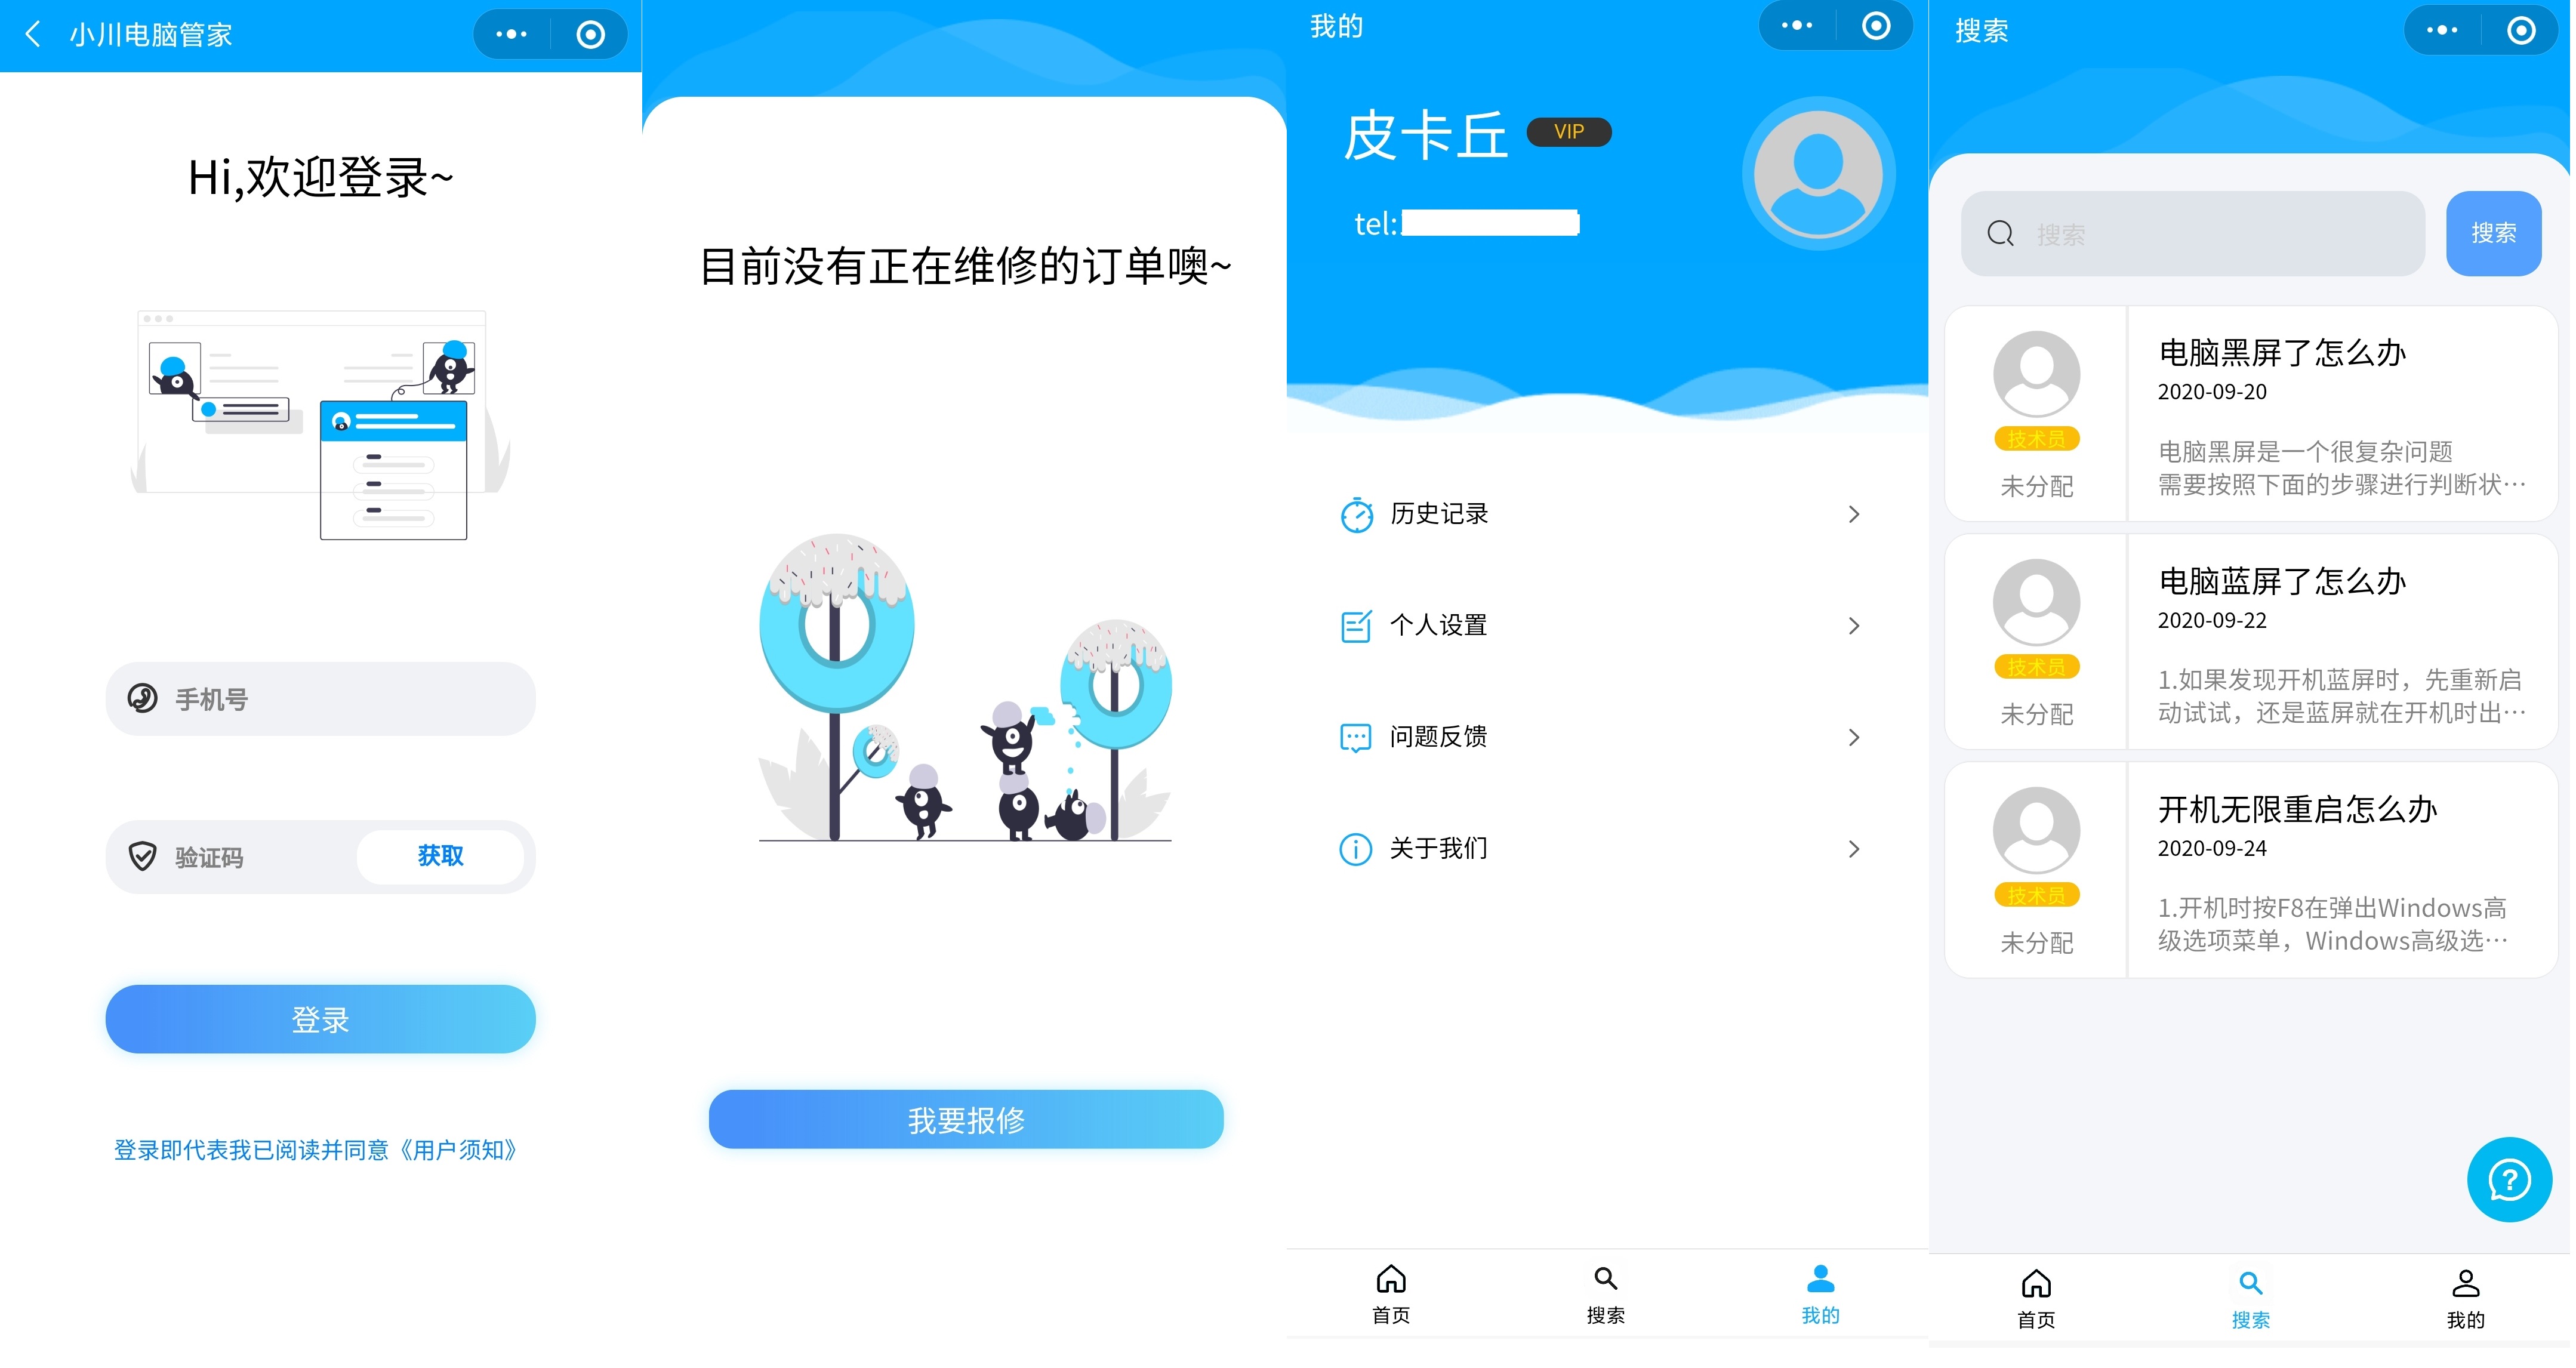 小川电脑管家
Hi,欢迎登录~
手机号
验证码
获取
登录
登录即代表我已阅读并同意《用户须知》
目前没有正在维修的订单噢~
我要报修
我的
皮卡丘
VIP
tel:
历史记录
个人设置
问题反馈
关于我们
首页
搜索
我的
搜索
搜索
搜索
电脑黑屏了怎么办
2020-09-20
技术员
未分配
电脑黑屏是一个很复杂问题
需要按照下面的步骤进行判断状…
电脑蓝屏了怎么办
2020-09-22
技术员
未分配
1.如果发现开机蓝屏时，先重新启
动试试，还是蓝屏就在开机时出…
开机无限重启怎么办
2020-09-24
技术员
未分配
1.开机时按F8在弹出Windows高
级选项菜单，Windows高级选…
首页
搜索
我的